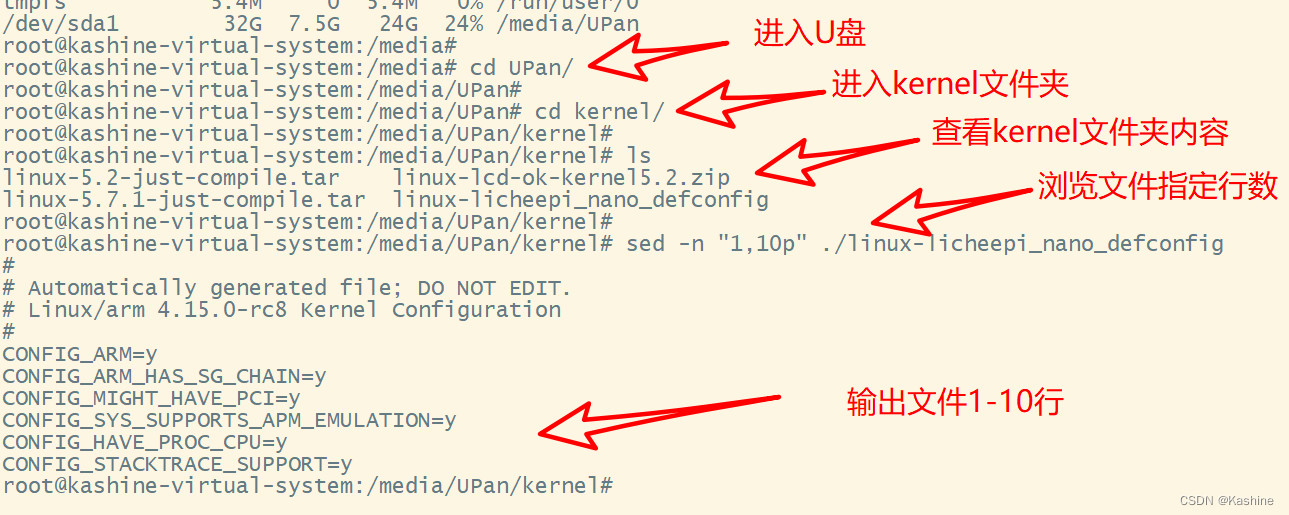 tmpfs 5.4M 0 5.4M 0% /run/user/0
/dev/sda1 32G 7.5G 24G 24% /media/UPan
root@kashine-virtual-system:/media#
进入U盘
root@kashine-virtual-system:/media# cd UPan/
root@kashine-virtual-system:/media/UPan#
进入kernel文件夹
root@kashine-virtual-system:/media/UPan# cd kernel/
root@kashine-virtual-system:/media/UPan/kernel#
查看kernel文件夹内容
root@kashine-virtual-system:/media/UPan/kernel# ls
linux-5.2-just-compile.tar linux-lcd-ok-kernel5.2.zip
浏览文件指定行数
linux-5.7.1-just-compile.tar linux-licheepi_nano_defconfig
root@kashine-virtual-system:/media/UPan/kernel#
root@kashine-virtual-system:/media/UPan/kernel# sed -n "1,10p" ./linux-licheepi_nano_defconfig
#
# Automatically generated file; DO NOT EDIT.
# Linux/arm 4.15.0-rc8 Kernel Configuration
#
CONFIG_ARM=y
CONFIG_ARM_HAS_SG_CHAIN=y
CONFIG_MIGHT_HAVE_PCI=y
输出文件1-10行
CONFIG_SYS_SUPPORTS_APM_EMULATION=y
CONFIG_HAVE_PROC_CPU=y
CONFIG_STACKTRACE_SUPPORT=y
root@kashine-virtual-system:/media/UPan/kernel#
CSDN @Kashine